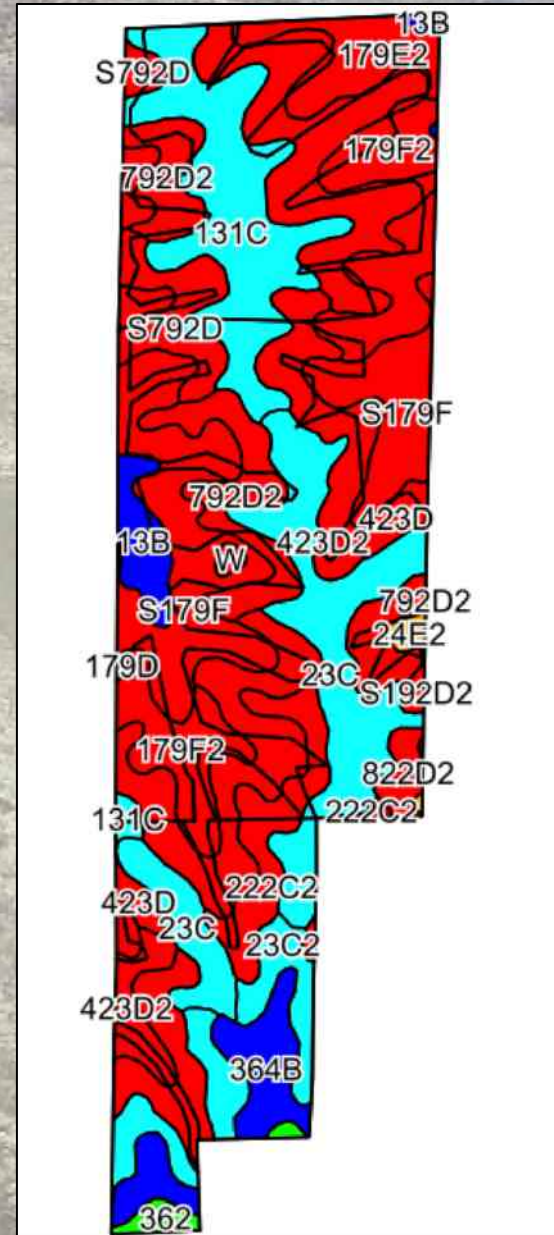 13B
179E2
S792D
179F2
792D2
131C
S792D
S179F
792D2
423D
13B
423D2
W
792D2
S179F
24E2
179D
23C
S192D2
179F2
822D2
222C2
131C
222C2
423D
23C
23C2
423D2
364B
362